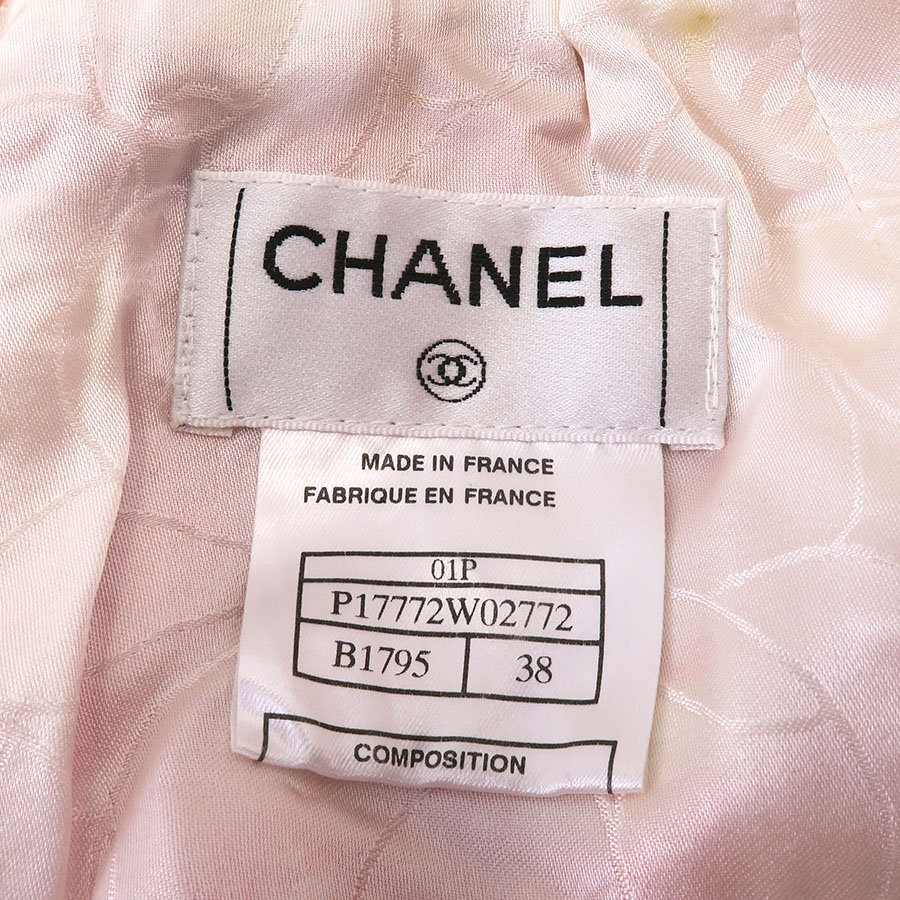 CHANEL
MADE IN FRANCE
FABRIQUE EN FRANCE
01P
P17772W02772
B1795 38
COMPOSITION